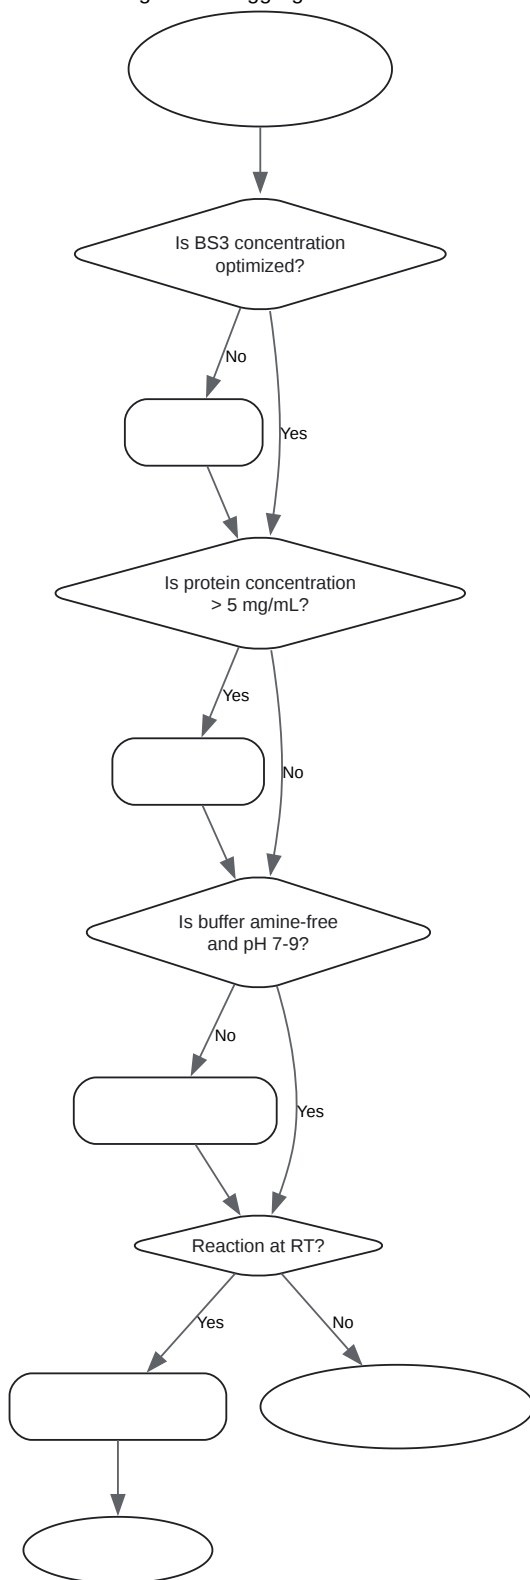 Is BS3 concentration
optimized?
No
Yes
Is protein concentration
> 5 mg/mL?
Yes
No
Is buffer amine-free
and pH 7-9?
No
Yes
Reaction at RT?
Yes
No